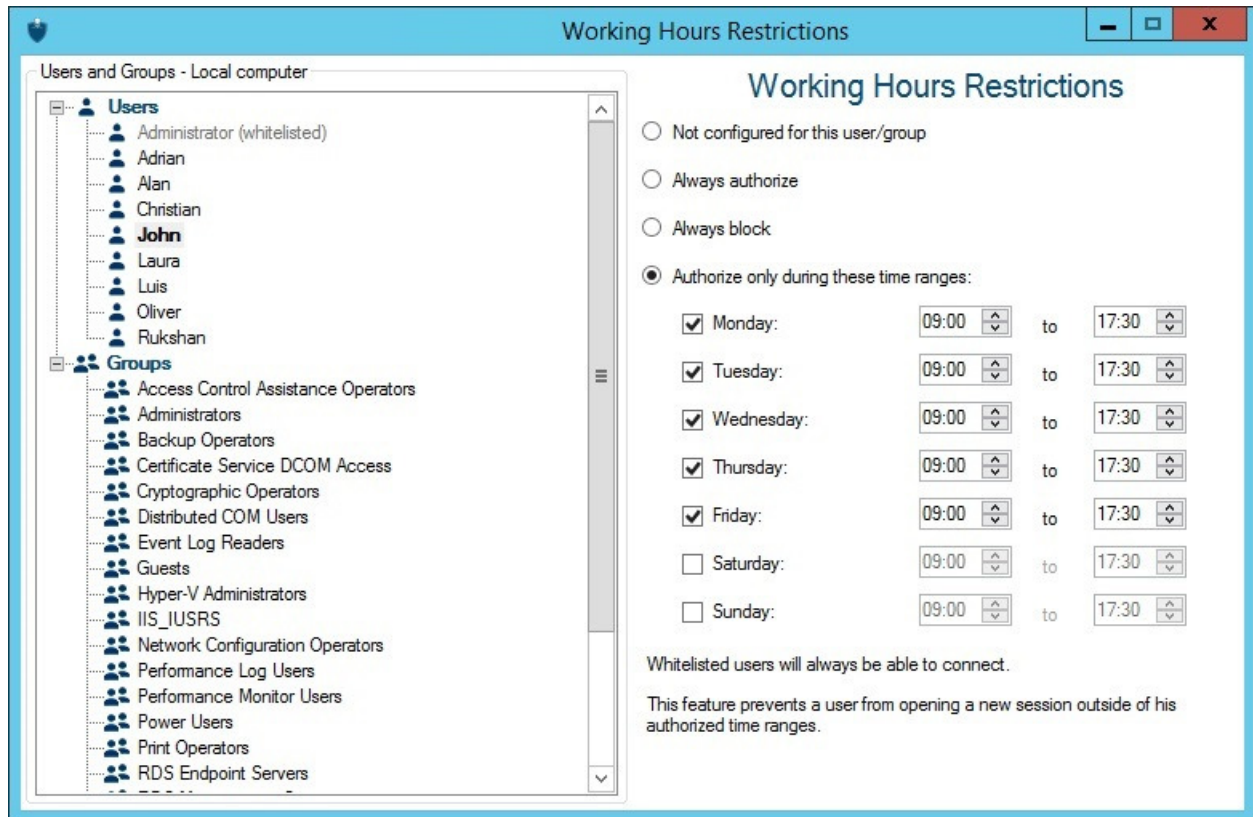 Working Hours Restrictions
Users and Groups - Local computer
Users
Administrator (whitelisted)
Adrian
Alan
Christian
John
Laura
Luis
Oliver
Rukshan
Groups
Access Control Assistance Operators
Administrators
Backup Operators
Certificate Service DCOM Access
Cryptographic Operators
Distributed COM Users
Event Log Readers
Guests
Hyper-V Administrators
IIS_IUSRS
Network Configuration Operators
Performance Log Users
Performance Monitor Users
Power Users
Print Operators
RDS Endpoint Servers
Working Hours Restrictions
Not configured for this user/group
Always authorize
Always block
Authorize only during these time ranges:
Monday: 09:00 to 17:30
Tuesday: 09:00 to 17:30
Wednesday: 09:00 to 17:30
Thursday: 09:00 to 17:30
Friday: 09:00 to 17:30
Saturday: 09:00 to 17:30
Sunday: 09:00 to 17:30
Whitelisted users will always be able to connect.
This feature prevents a user from opening a new session outside of his
authorized time ranges.